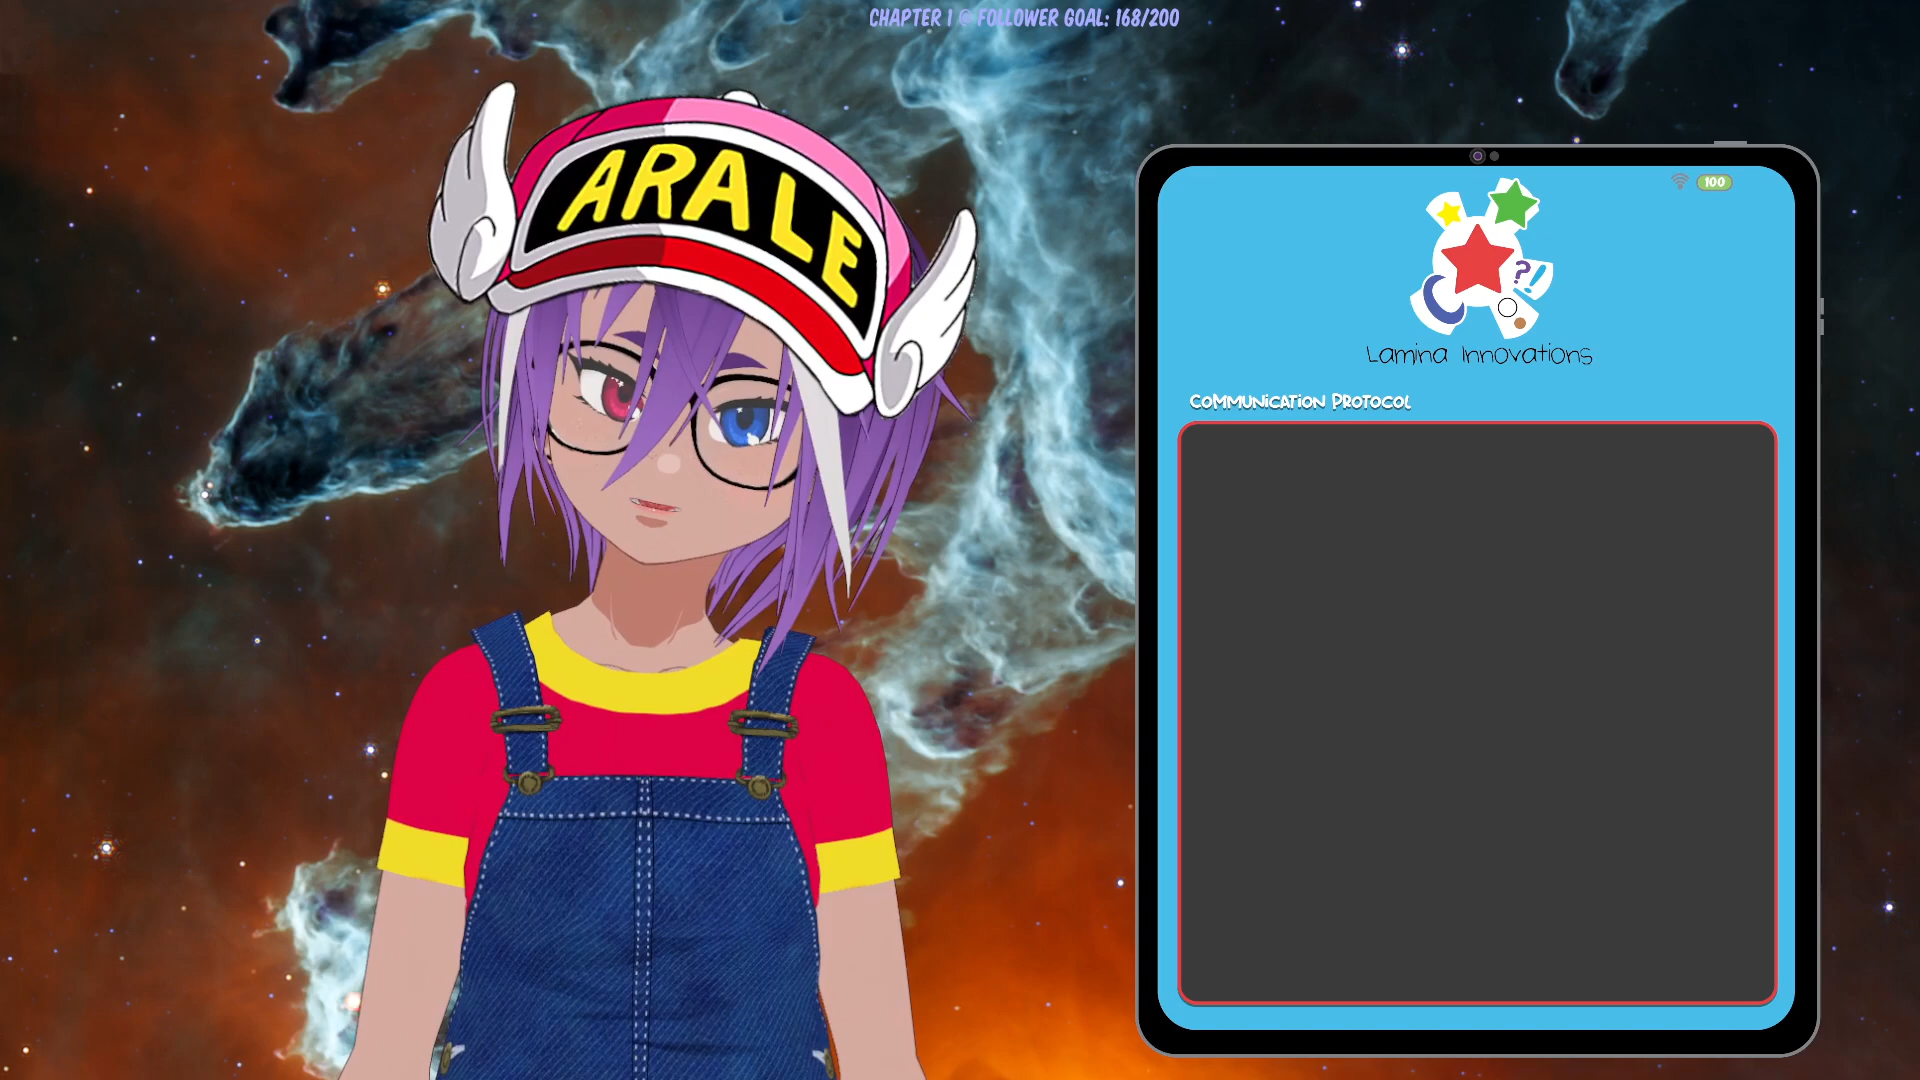 CHAPTER 1 @ FOLLOWER GOAL: 168/200
ARALE
100
?!
Lamina Innovations
COMMUNICATION PROTOCOL